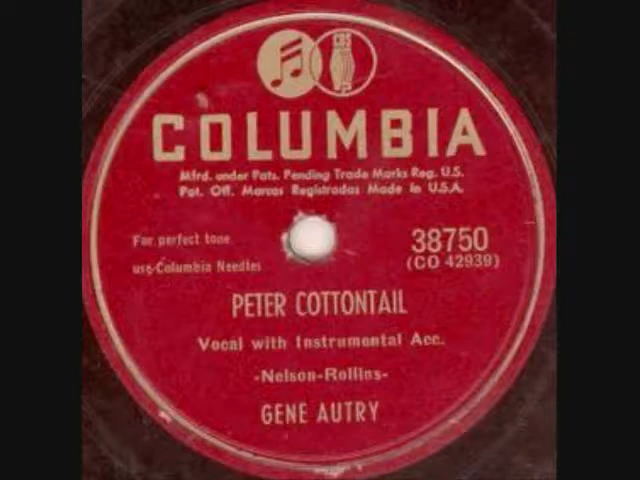 CBS
COLUMBIA
Mfrd. under Pats. Pending Trade Marks Reg. U.S.
Pat. Off. Marcas Registradas Made in U.S.A.
For perfect tone
use Columbia Needles
38750
(CO 42939)
PETER COTTONTAIL
Vocal with Instrumental Acc.
-Nelson-Rollins-
GENE AUTRY